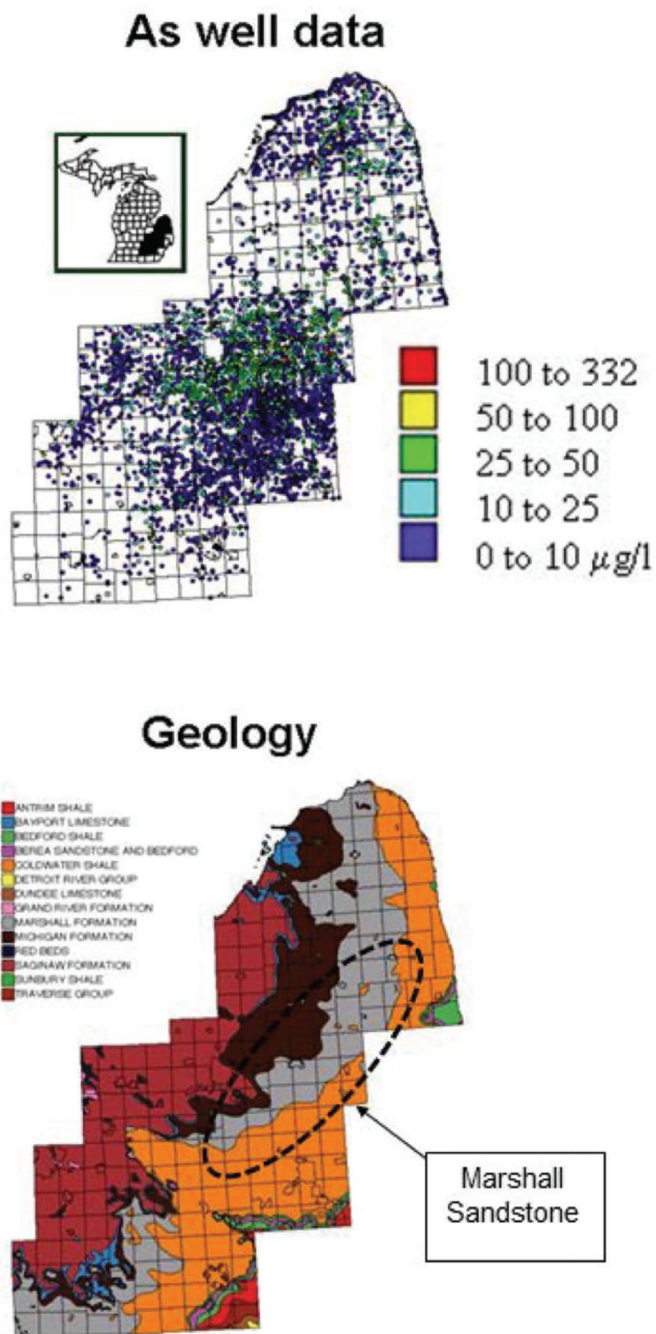 As well data
100 to 332
50 to 100
25 to 50
10 to 25
0 to 10 μg/l
Geology
ANTRIM SHALE
BAYPORT LIMESTONE
BEDFORD SHALE
BEREA SANDSTONE AND BEDFORD
COLDWATER SHALE
DETROIT RIVER GROUP
DUNDEE LIMESTONE
GRAND RIVER FORMATION
MARSHALL FORMATION
MICHIGAN FORMATION
RED BEDS
SAGINAW FORMATION
SUNBURY SHALE
TRAVERSE GROUP
Marshall
Sandstone